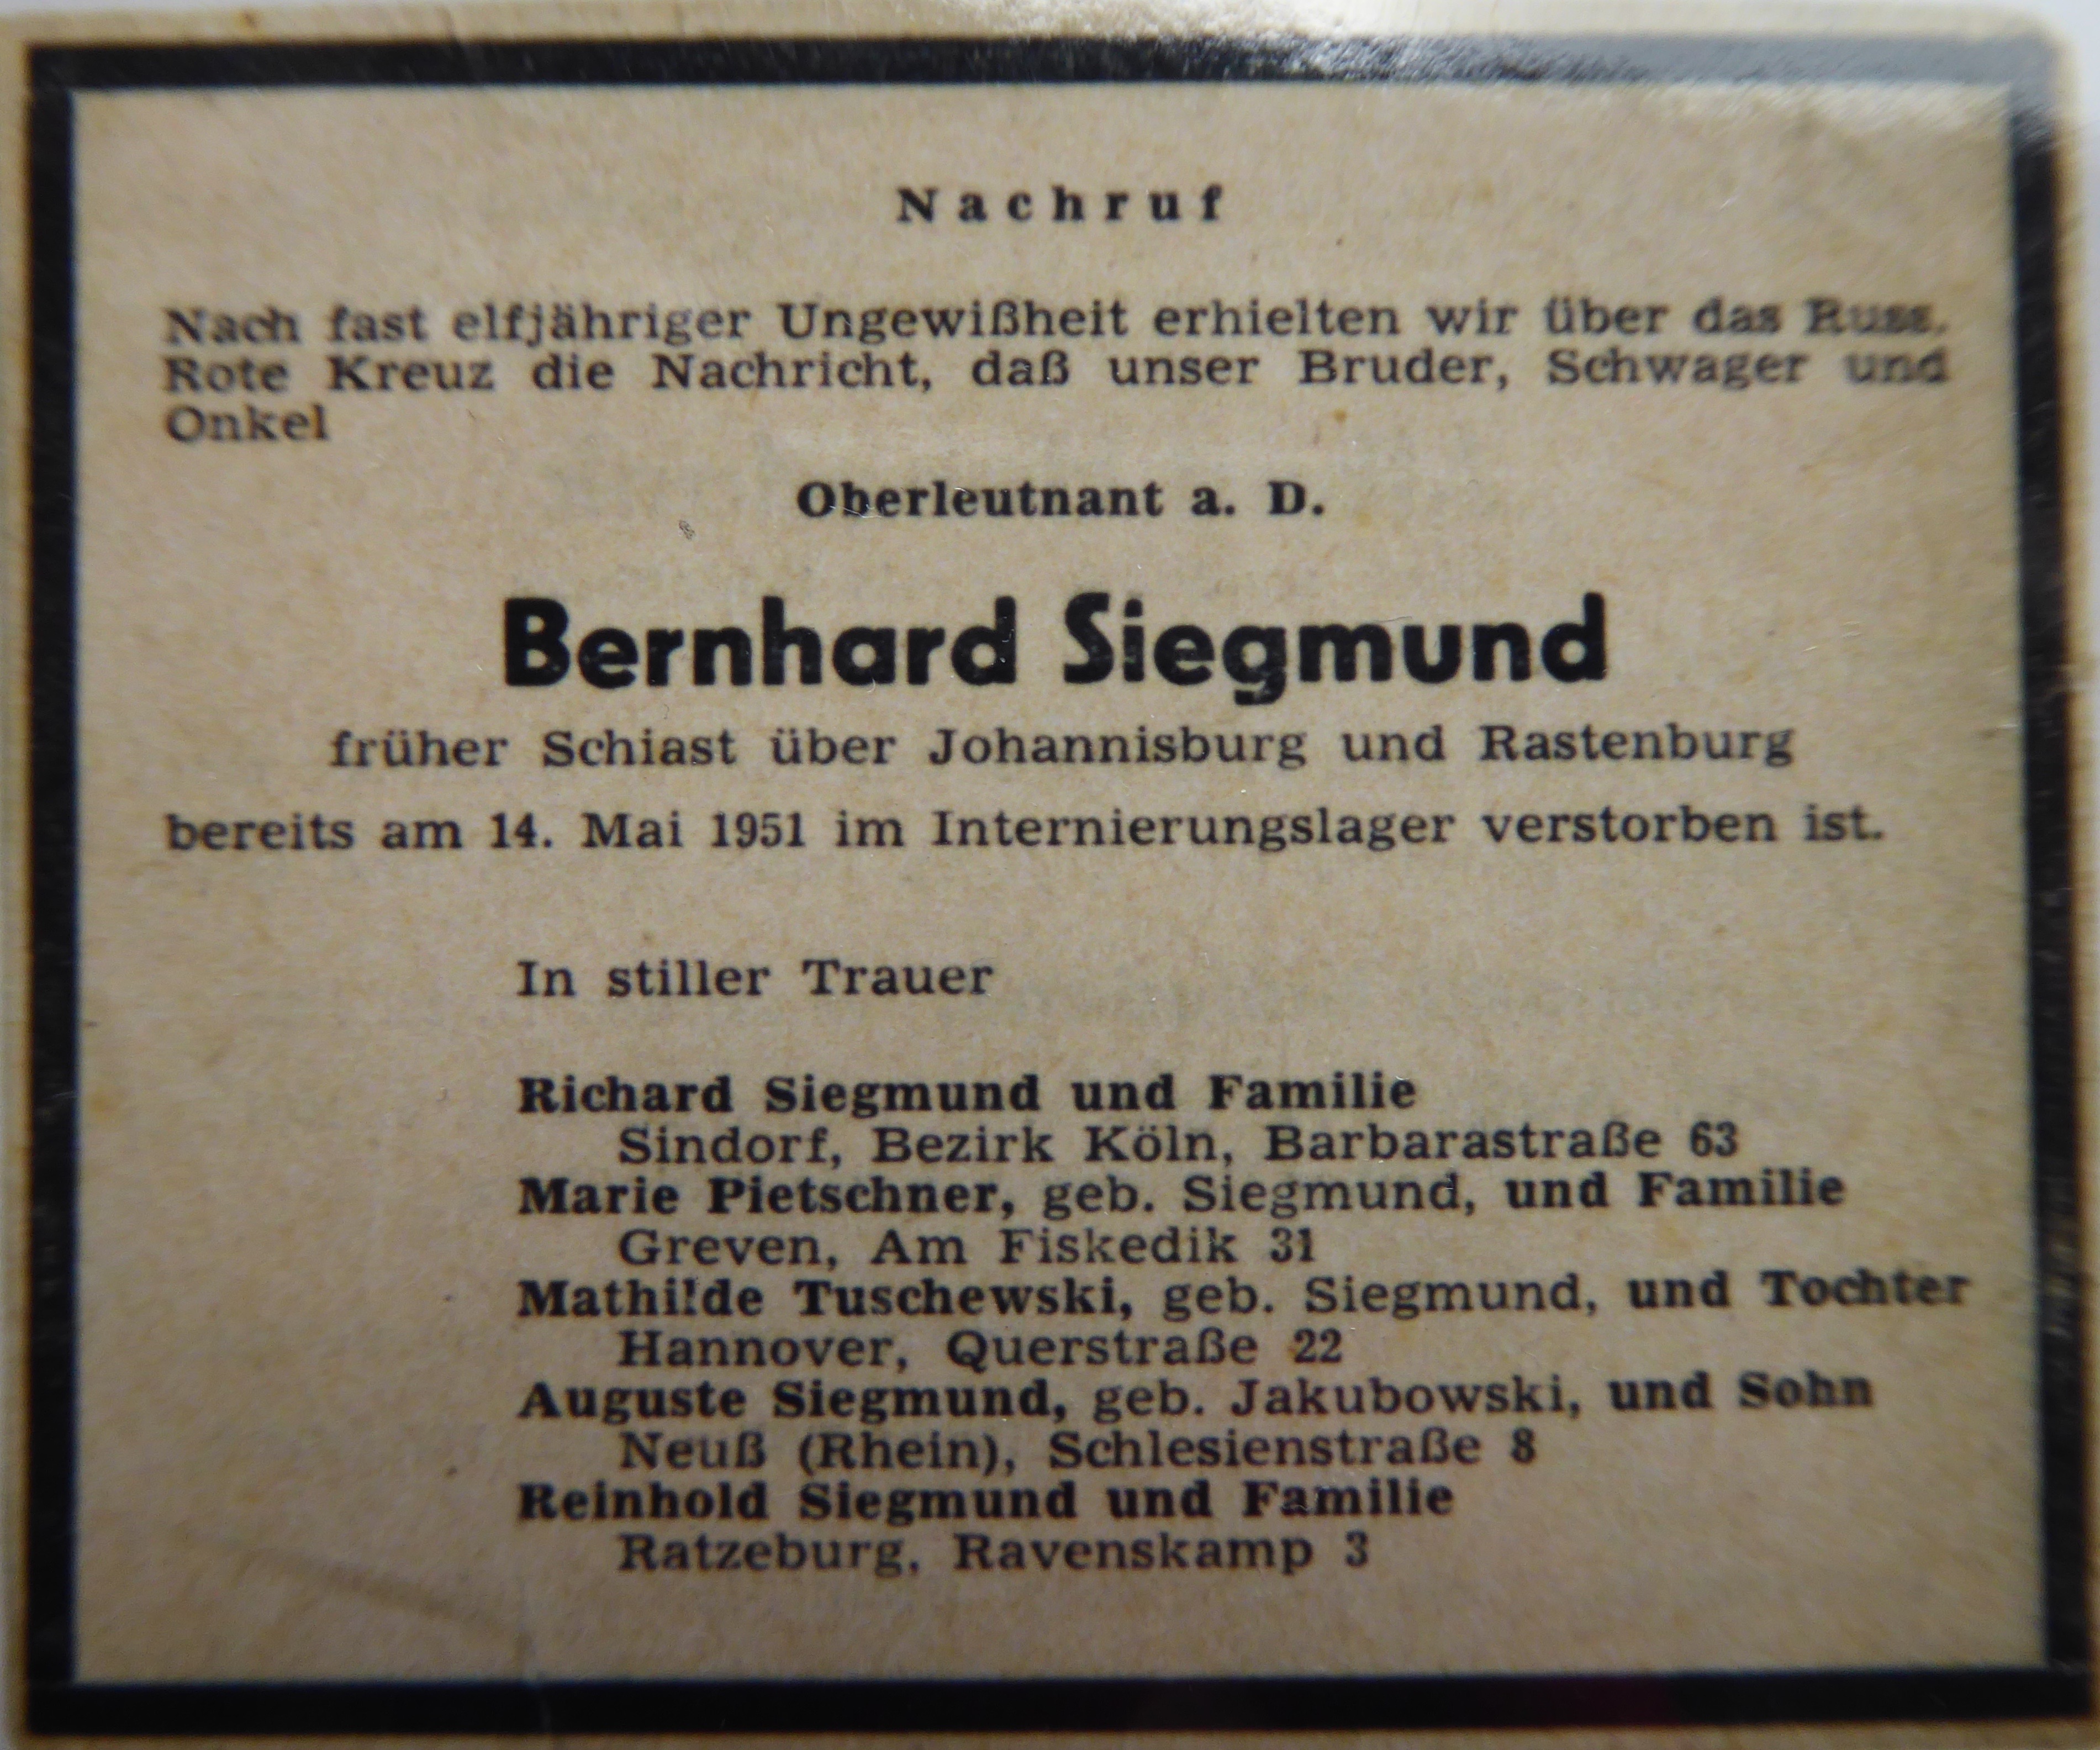 Nachruf
Nach fast elfjähriger Ungewißheit erhielten wir über das Russ.
Rote Kreuz die Nachricht, daß unser Bruder, Schwager und
Onkel
Oberleutnant a. D.
Bernhard Siegmund
früher Schiast über Johannisburg und Rastenburg
bereits am 14. Mai 1951 im Internierungslager verstorben ist.
In stiller Trauer
Richard Siegmund und Familie
Sindorf, Bezirk Köln, Barbarastraße 63
Marie Pietschner, geb. Siegmund, und Familie
Greven, Am Fiskedik 31
Mathilde Tuschewski, geb. Siegmund, und Tochter
Hannover, Querstraße 22
Auguste Siegmund, geb. Jakubowski, und Sohn
Neuß (Rhein), Schlesienstraße 8
Reinhold Siegmund und Familie
Ratzeburg, Ravenskamp 3